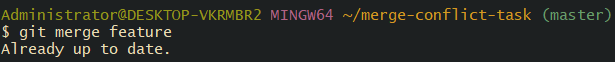 Administrator@DESKTOP-VKRMBR2 MINGW64 ~/merge-conflict-task (master)
$ git merge feature
Already up to date.